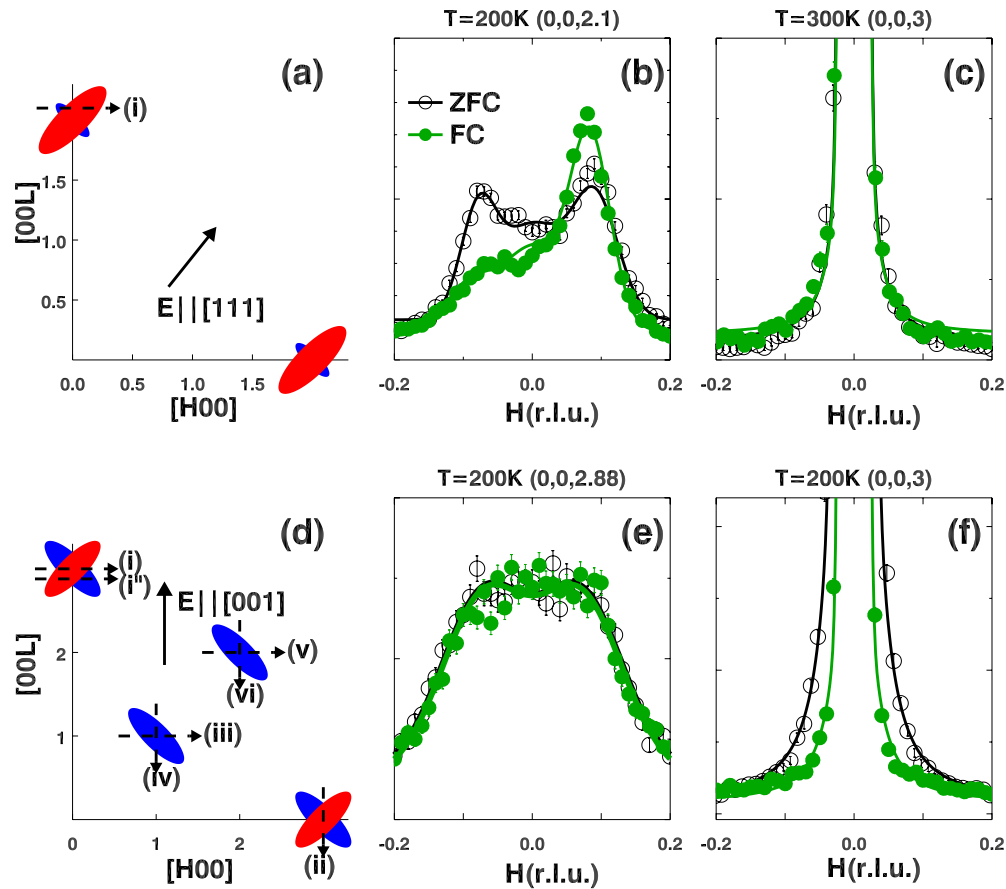 T=200K (0,0,2.1)
T=300K (0,0,3)
(a)
(b)
(c)
(i)
ZFC
FC
[00L]
1.5
1.0
0.5
E||[111]
0.0 1.0 1.5
[H00]
-0.2 0.0 0.2
H(r.l.u.)
-0.2 0.0 0.2
H(r.l.u.)
T=200K (0,0,2.88)
T=200K (0,0,3)
(d)
(e)
(f)
(i)
(i")
E||[001]
[00L]
2
(v)
(vi)
1
(iii)
(iv)
(ii)
0 1 2
[H00]
-0.2 0.0 0.2
H(r.l.u.)
-0.2 0.0 0.2
H(r.l.u.)